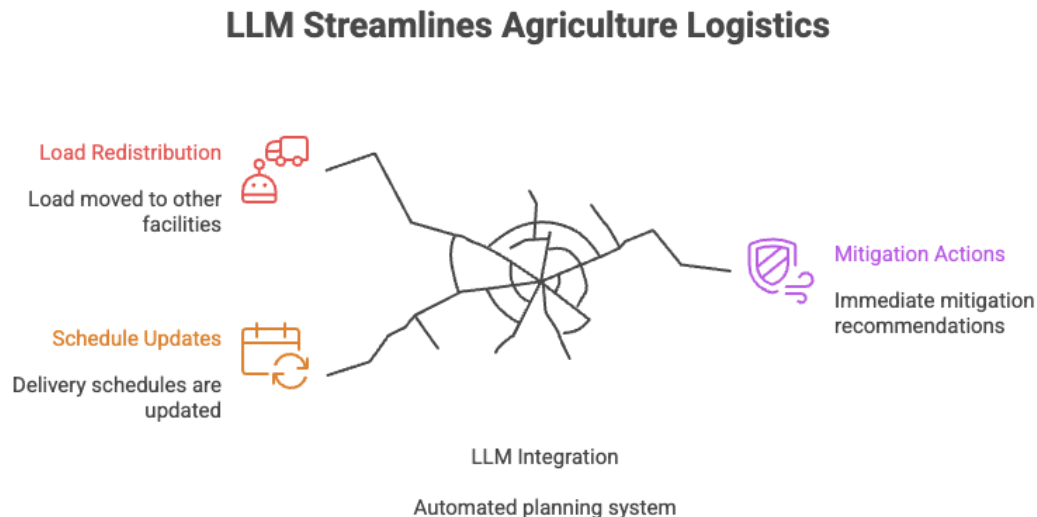 LLM Streamlines Agriculture Logistics
Load Redistribution
Load moved to other
facilities
Mitigation Actions
Immediate mitigation
recommendations
Schedule Updates
Delivery schedules are
updated
LLM Integration
Automated planning system